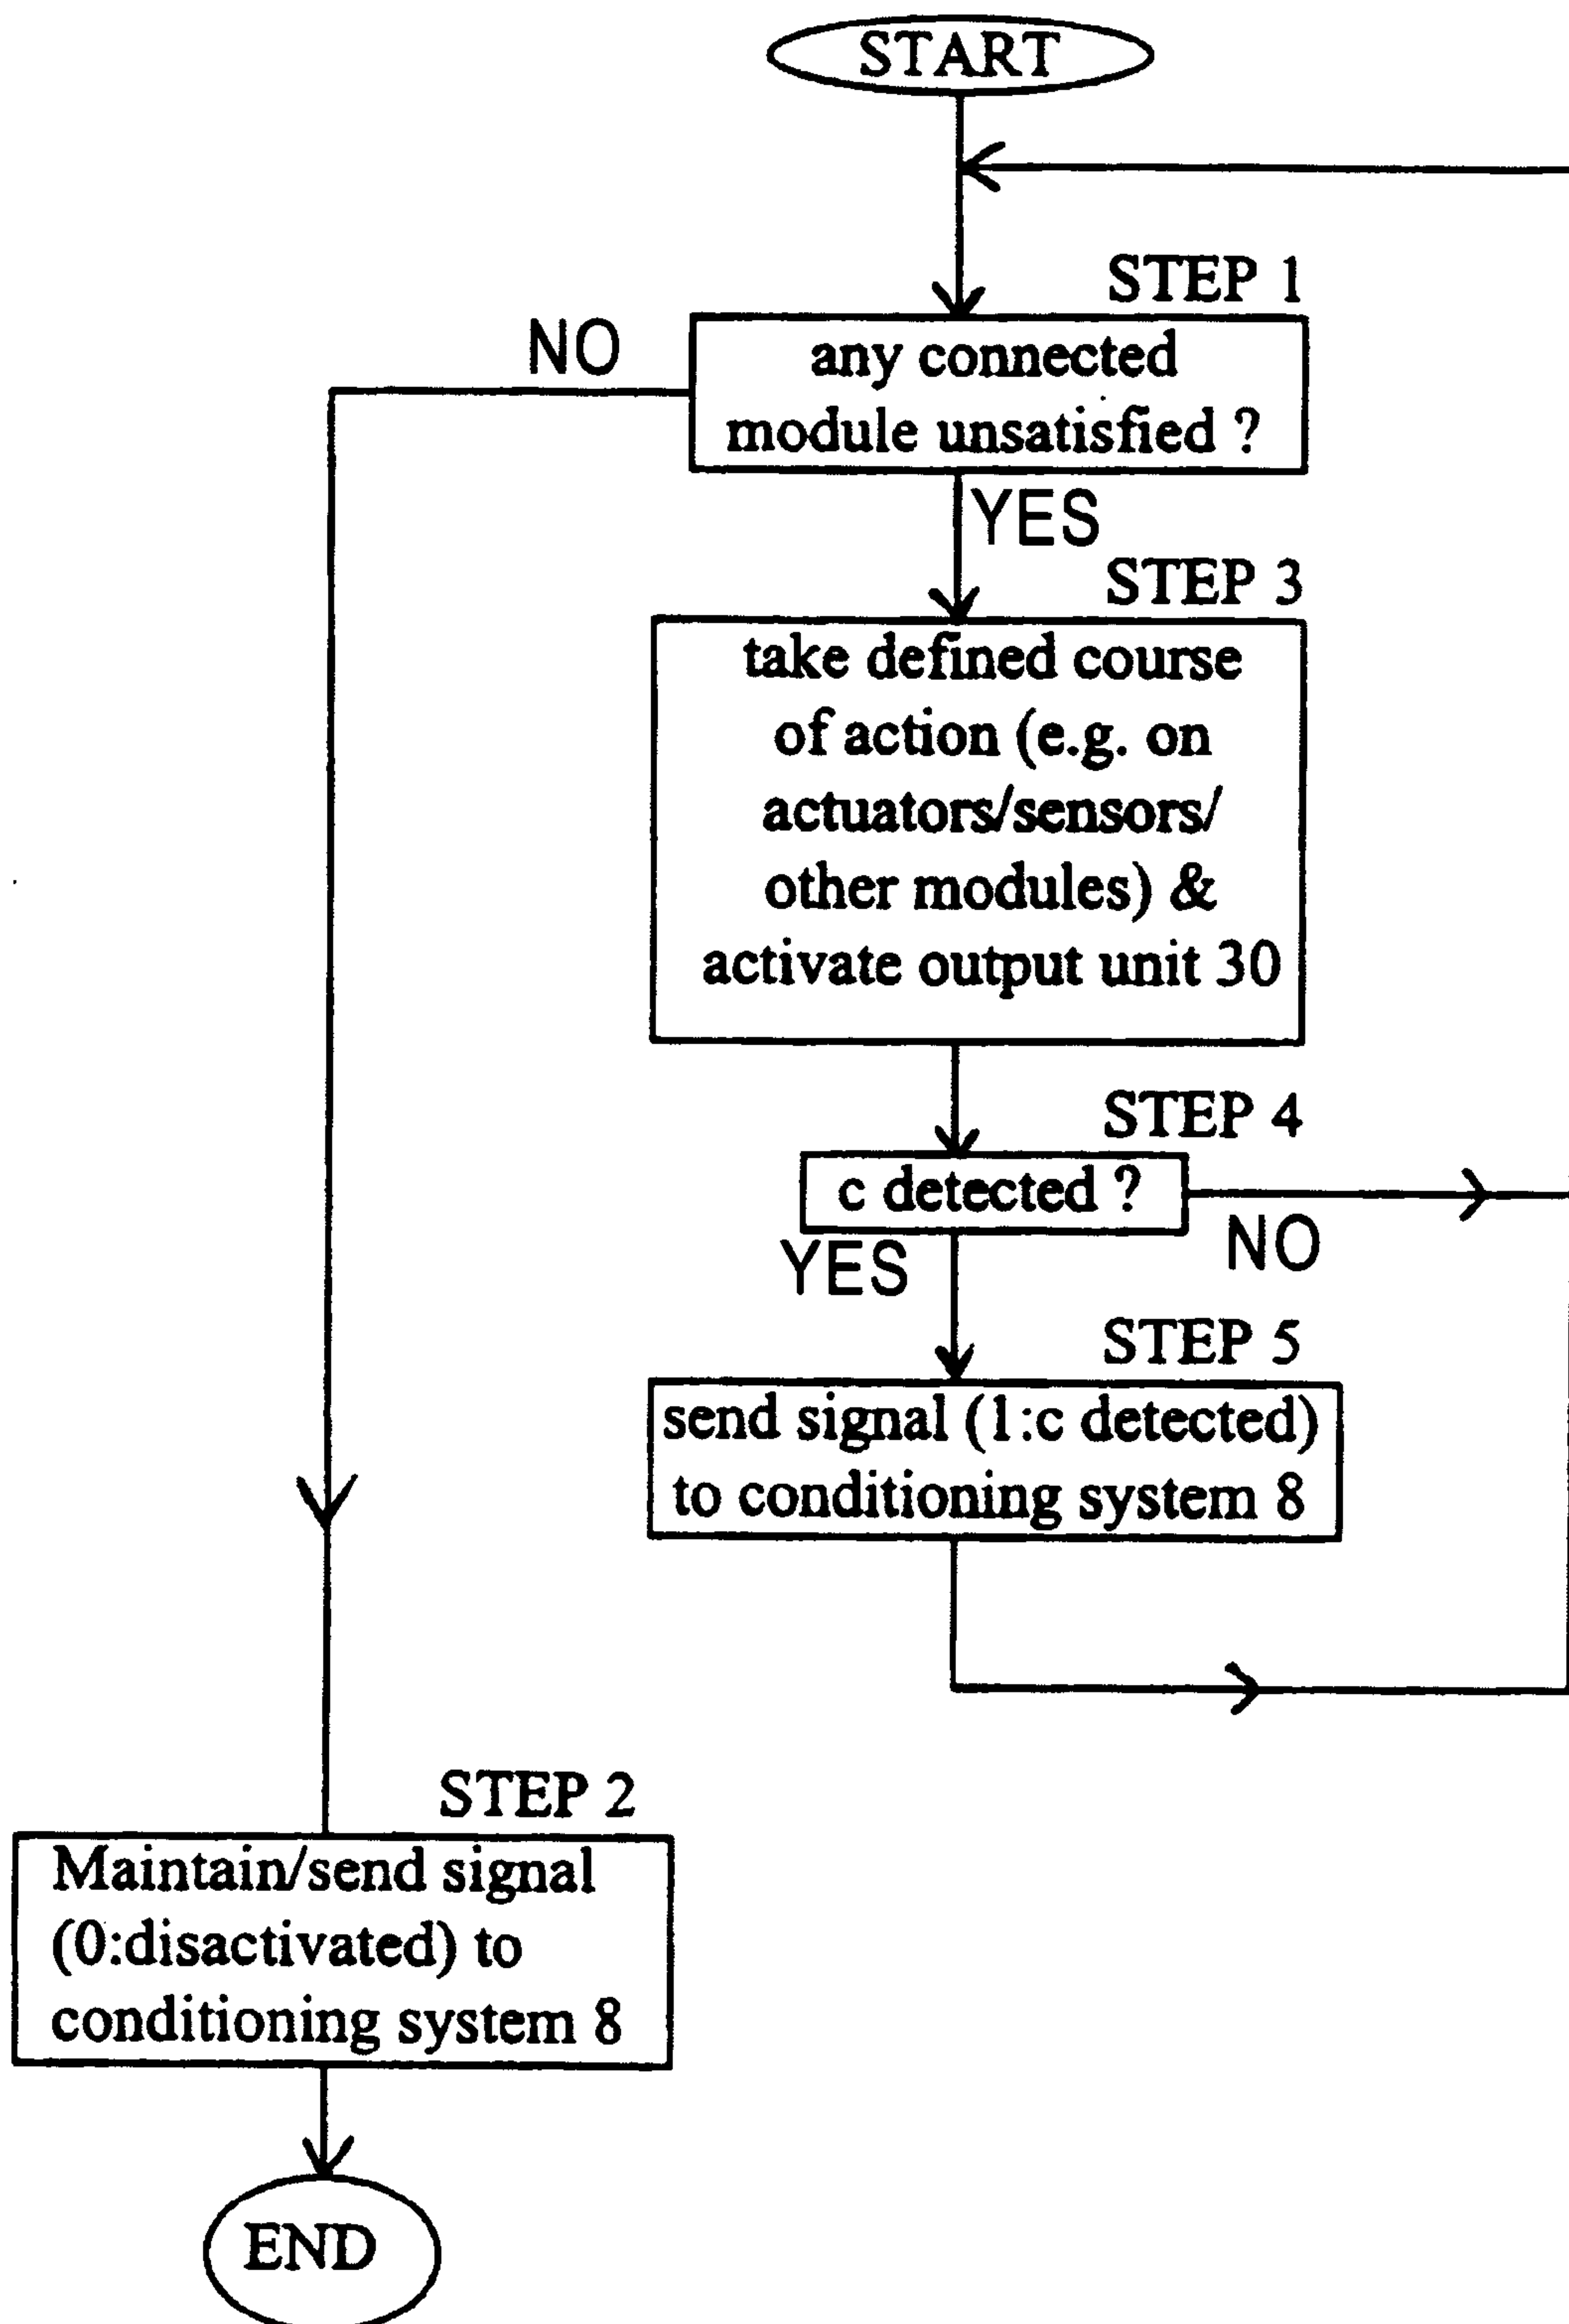 START
STEP 1
NO
any connected
module unsatisfied ?
YES
STEP 3
take defined course
of action (e.g. on
actuators/sensors/
other modules) &
activate output unit 30
STEP 4
c detected ?
NO
YES
STEP 5
send signal (1:c detected)
to conditioning system 8
STEP 2
Maintain/send signal
(0:disactivated) to
conditioning system 8
END